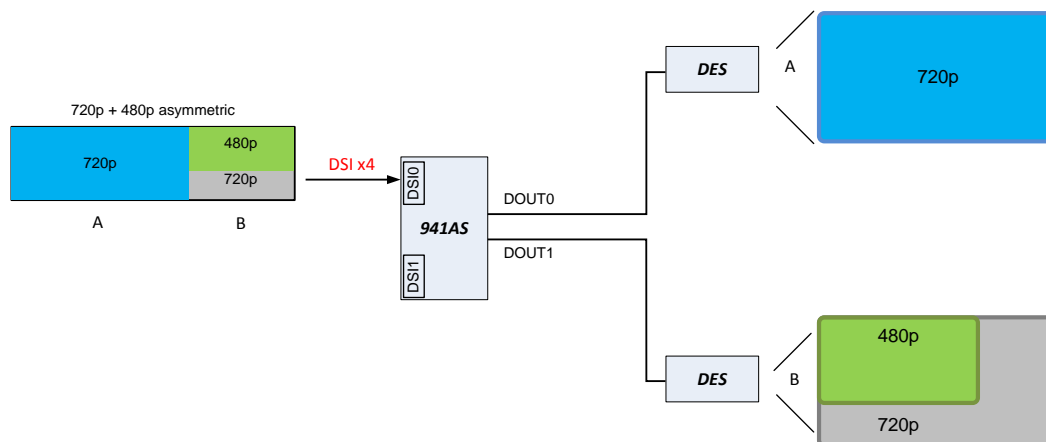 720p + 480p asymmetric
720p
480p
720p
A
B
DSI x4
DSI0
941AS
DSI1
DOUT0
DOUT1
DES
A
720p
DES
B
480p
720p